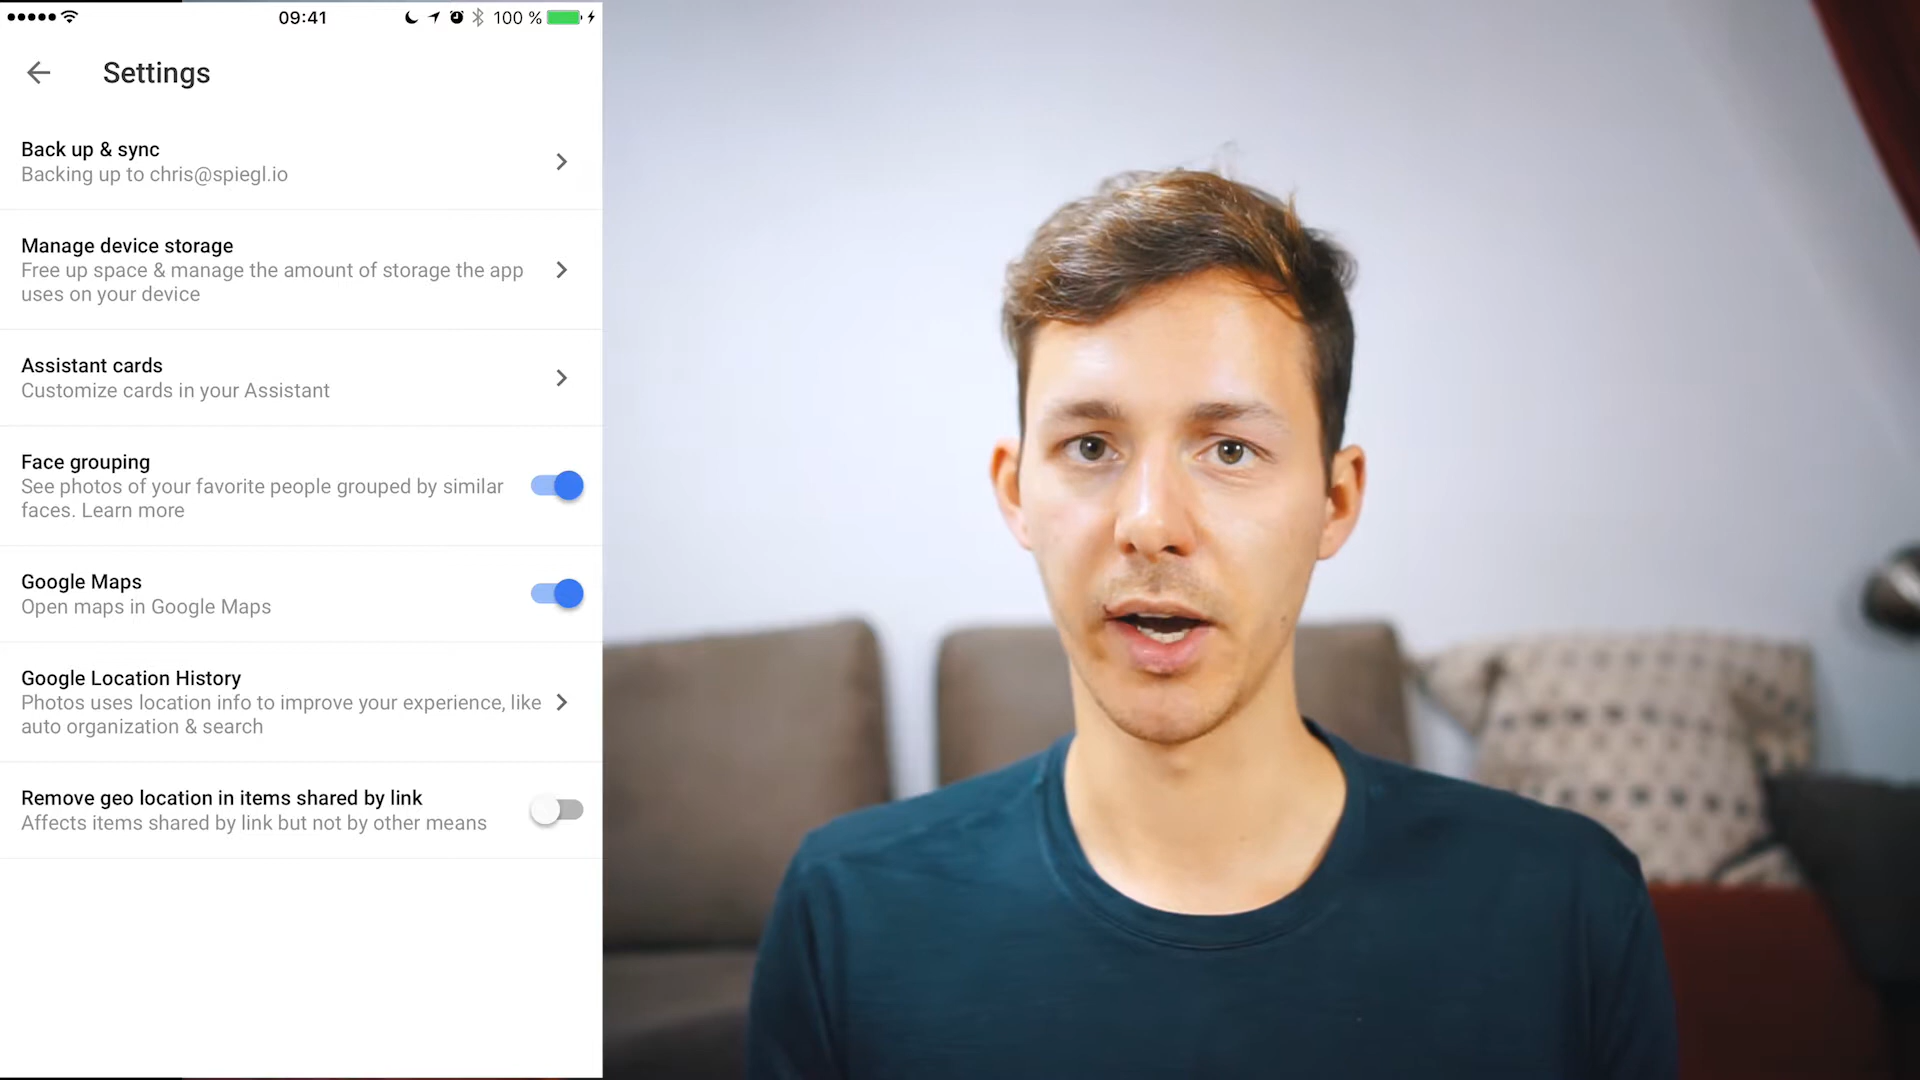 09:41
100 %
Settings
Back up & sync
Backing up to chris@spiegl.io
Manage device storage
Free up space & manage the amount of storage the app
uses on your device
Assistant cards
Customize cards in your Assistant
Face grouping
See photos of your favorite people grouped by similar
faces. Learn more
Google Maps
Open maps in Google Maps
Google Location History
Photos uses location info to improve your experience, like
auto organization & search
Remove geo location in items shared by link
Affects items shared by link but not by other means